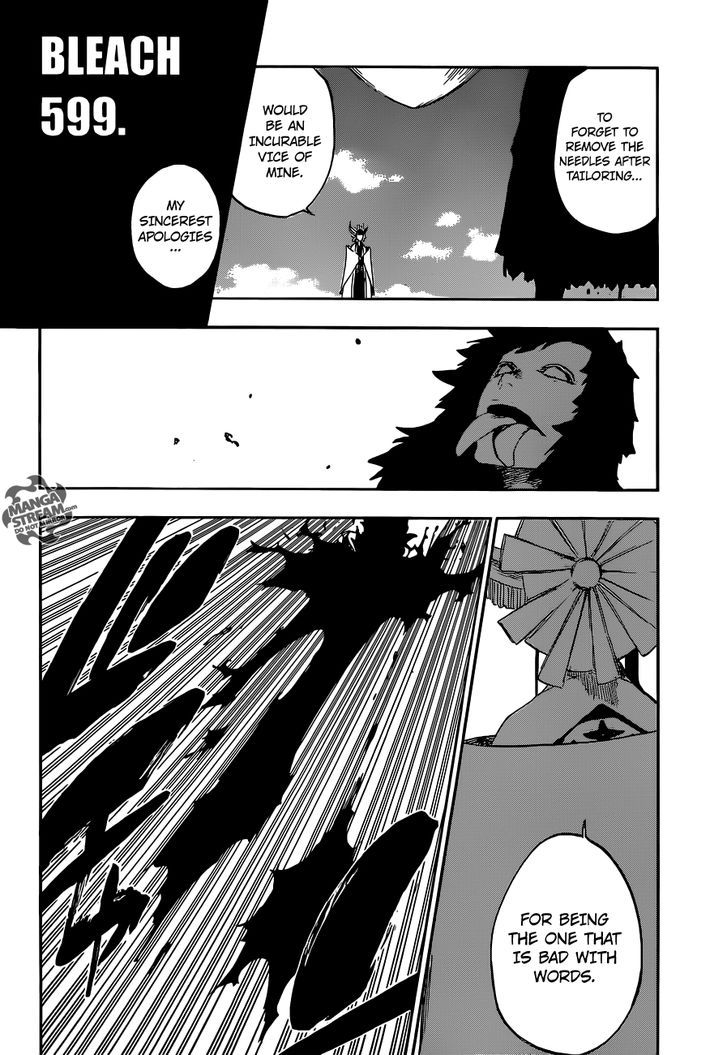 BLEACH
599.
TO
FORGET TO
REMOVE THE
NEEDLES AFTER
TAILORING...
WOULD
BE AN
INCURABLE
VICE OF
MINE.
MY
SINCEREST
APOLOGIES
...
MANGA
STREAM.COM
FOR BEING
THE ONE THAT
IS BAD WITH
WORDS.